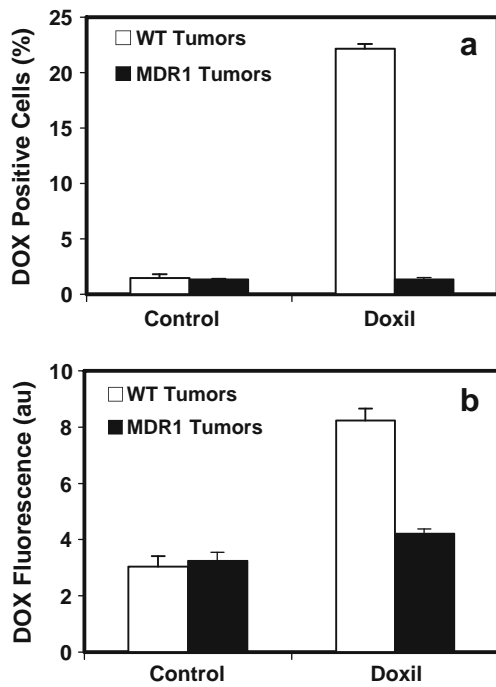 DOX Positive Cells (%)
25
20
15
10
5
0
WT Tumors
MDR1 Tumors
a
Control Doxil
DOX Fluorescence (au)
10
8
6
4
2
0
WT Tumors
MDR1 Tumors
b
Control Doxil